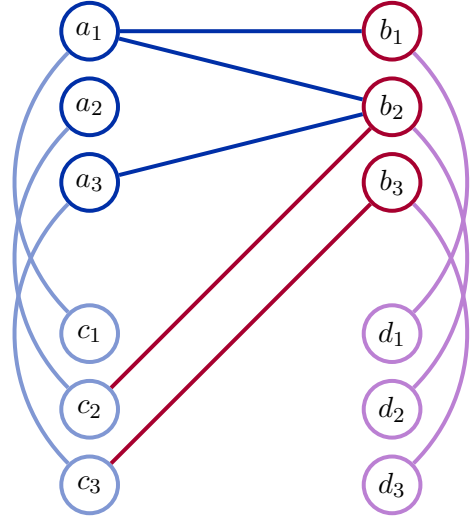 a₁ b₁
a₂ b₂
a₃ b₃
c₁ d₁
c₂ d₂
c₃ d₃